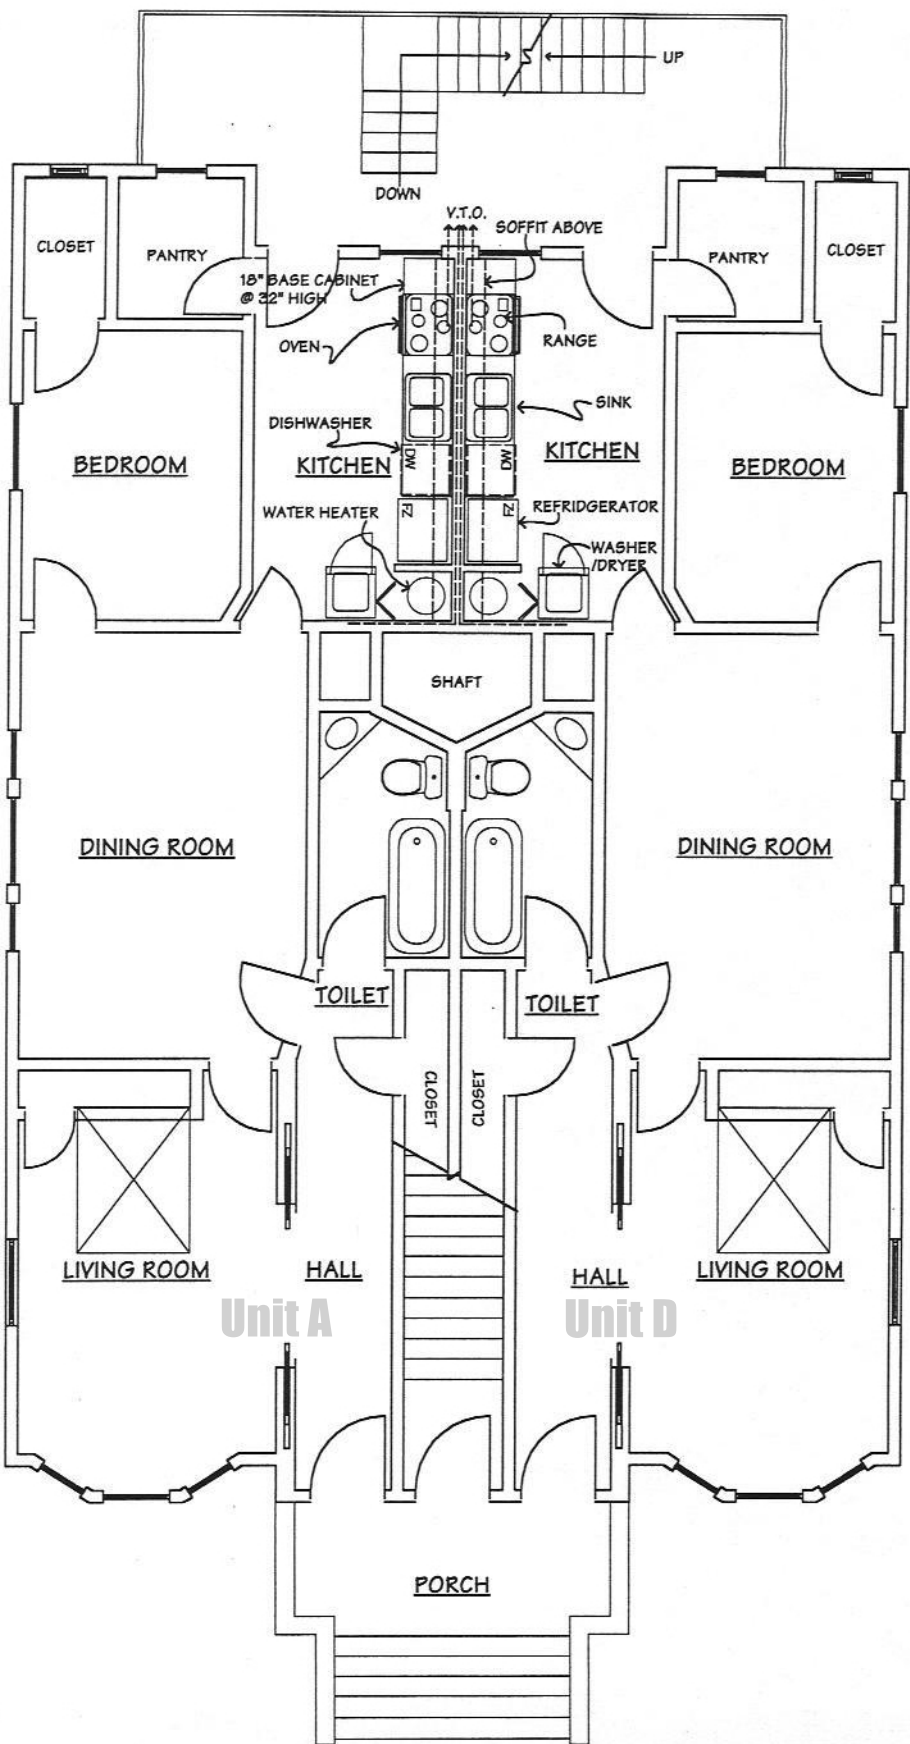 UP
DOWN
V.T.O.
SOFFIT ABOVE
CLOSET
PANTRY
PANTRY
CLOSET
18" BASE CABINET
@ 32" HIGH
OVEN
RANGE
SINK
DISHWASHER
BEDROOM
KITCHEN
DW
DW
KITCHEN
BEDROOM
WATER HEATER
FZ
FZ
REFRIDGERATOR
WASHER
/DRYER
SHAFT
DINING ROOM
DINING ROOM
TOILET
TOILET
CLOSET
CLOSET
LIVING ROOM
HALL
HALL
LIVING ROOM
Unit A
Unit D
PORCH